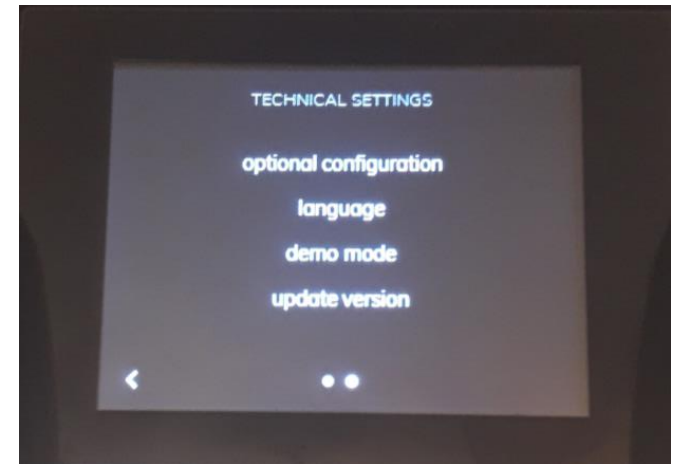 TECHNICAL SETTINGS
optional configuration
language
demo mode
update version